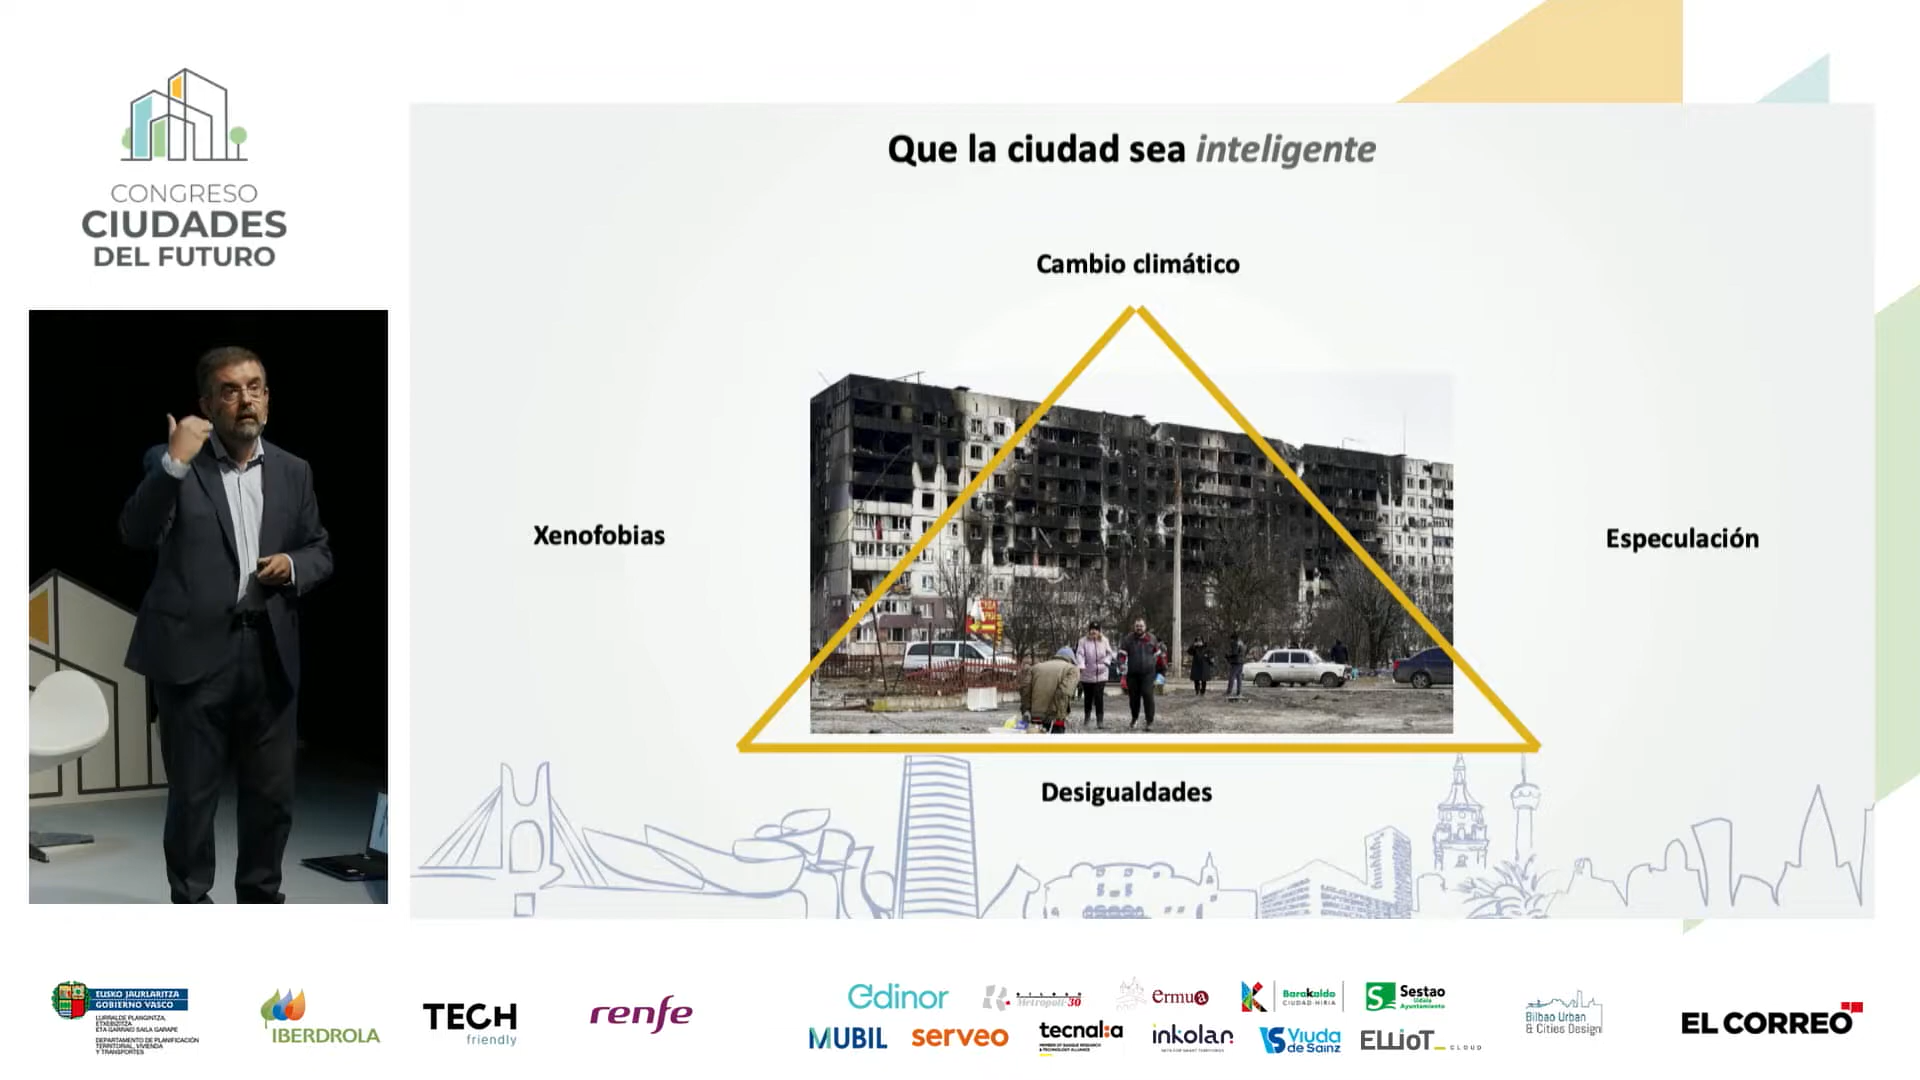 CONGRESO
CIUDADES
DEL FUTURO
Que la ciudad sea inteligente
Cambio climático
Xenofobias
Especulación
Desigualdades
EUSKO JAURLARITZA
GOBIERNO VASCO
LURRALDE PLANGINTZA,
ETXEBIZITZA
ETA GARRAIO SAILA GARAPE
DEPARTAMENTO DE PLANIFICACIÓN
TERRITORIAL, VIVIENDA
Y TRANSPORTES
IBERDROLA
TECH
friendly
renfe
edinor
BILBAO
Metropoli 30
Ermua
Barakaldo
Sestao
Udala
Ayuntamiento
MUBIL
serveo
tecnalia
MEMBER OF BASQUE RESEARCH
& TECHNOLOGY ALLIANCE
inkolan
Viuda
de Sainz
ELLIOT_ CLOUD
Bilbao Urban
& Cities Design
EL CORREO